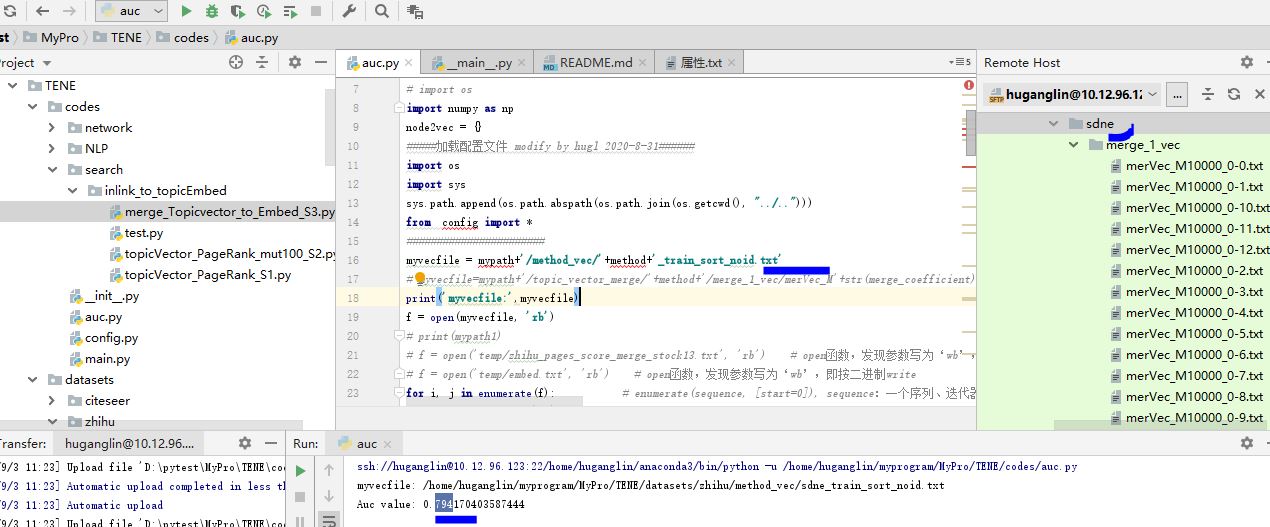 auc
st
MyPro
TENE
codes
auc.py
Project
TENE
codes
network
NLP
search
inlink_to_topicEmbed
merge_Topicvector_to_Embed_S3.py
test.py
topicVector_PageRank_mut100_S2.py
topicVector_PageRank_S1.py
__init__.py
auc.py
config.py
main.py
datasets
citeseer
zhihu
auc.py
__main__.py
README.md
属性.txt
5
7 # import os
8 import numpy as np
9 node2vec = {}
10 #####加载配置文件 modify by hugl 2020-8-31######
11 import os
12 import sys
13 sys.path.append(os.path.abspath(os.path.join(os.getcwd(), "../..")))
14 from config import *
15 ########################
16 myvecfile = mypath+'/method_vec/'+method+'_train_sort_noid.txt'
17 #myvecfile=mypath+'/topic_vector_merge/'+method+'/merge_1_vec/merVec_M'+str(merge_coefficient)
18 print('myvecfile:',myvecfile)
19 f = open(myvecfile, 'rb')
20 # print(mypath1)
21 # f = open('temp/zhihu_pages_score_merge_stock13.txt', 'rb') # open函数，发现参数写为‘wb’，
22 # f = open('temp/embed.txt', 'rb') # open函数，发现参数写为‘wb’，即按二进制write
23 for i, j in enumerate(f): # enumerate(sequence, [start=0]), sequence：一个序列、迭代器
Remote Host
huganglin@10.12.96.12
...
sdne
merge_1_vec
merVec_M10000_0-0.txt
merVec_M10000_0-1.txt
merVec_M10000_0-10.txt
merVec_M10000_0-11.txt
merVec_M10000_0-12.txt
merVec_M10000_0-2.txt
merVec_M10000_0-3.txt
merVec_M10000_0-4.txt
merVec_M10000_0-5.txt
merVec_M10000_0-6.txt
merVec_M10000_0-7.txt
merVec_M10000_0-8.txt
merVec_M10000_0-9.txt
Transfer:
huganglin@10.12.96....
9/3 11:23] Upload file 'D:\pytest\MyPro\TENE\co
9/3 11:23] Automatic upload completed in less th
9/3 11:23] Automatic upload
9/3 11:23] Upload file 'D:\pytest\MyPro\TENE\co
Run:
auc
ssh://huganglin@10.12.96.123:22/home/huganglin/anaconda3/bin/python -u /home/huganglin/myprogram/MyPro/TENE/codes/auc.py
myvecfile: /home/huganglin/myprogram/MyPro/TENE/datasets/zhihu/method_vec/sdne_train_sort_noid.txt
Auc value: 0.794170403587444